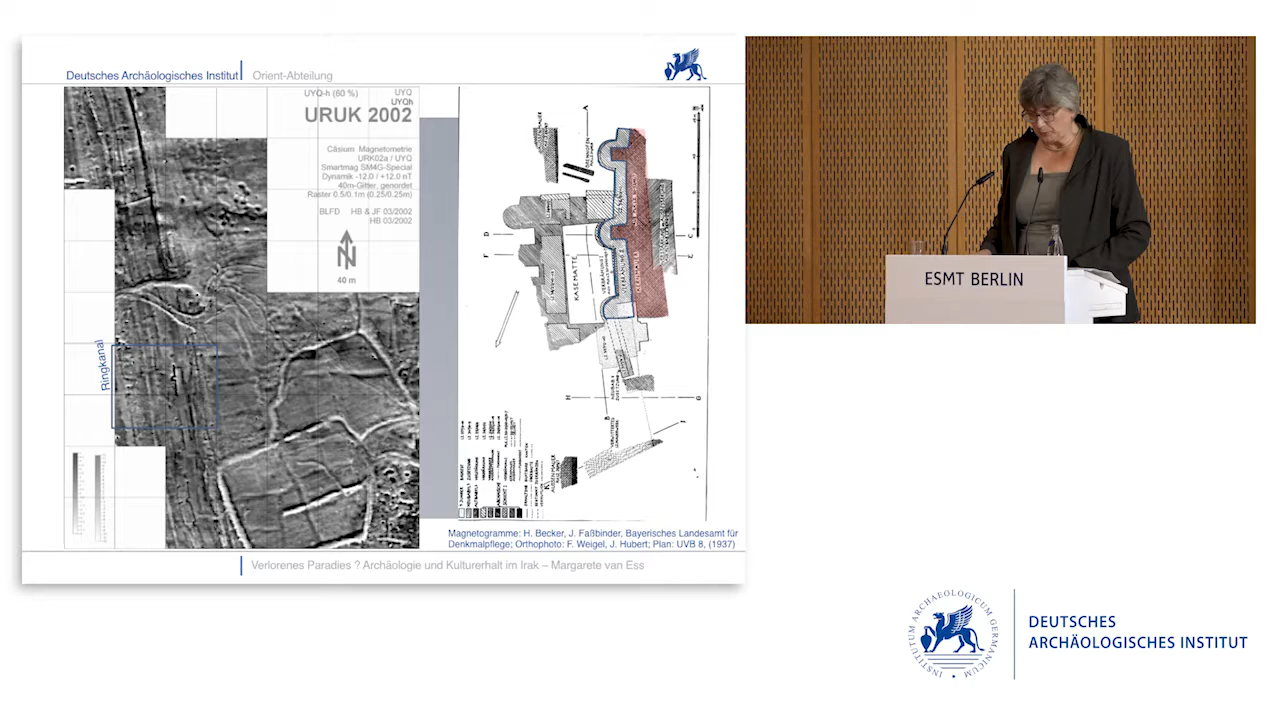 Deutsches Archäologisches Institut
Orient-Abteilung
UYQ-h (60 %) UYQ
UYQh
URUK 2002
Cäsium Magnetometrie
URK02a / UYQ
Smartmag SM4G-Special
Dynamik -12.0 / +12.0 nT
40m-Gitter, genordet
Raster 0.5/0.1m (0.25/0.25m)
BLFD HB & JF 03/2002
HB 03/2002
N
40 m
Ringkanal
A
D
F
C
E
KASEMATTE
H
G
B
AUSSENMAUER
Magnetogramme: H. Becker, J. Faßbinder, Bayerisches Landesamt für
Denkmalpflege; Orthophoto: F. Weigel, J. Hubert; Plan: UVB 8, (1937)
Verlorenes Paradies ? Archäologie und Kulturerhalt im Irak – Margarete van Ess
ESMT BERLIN
INSTITUTUM ARCHAEOLOGICUM GERMANICUM
DEUTSCHES
ARCHÄOLOGISCHES INSTITUT